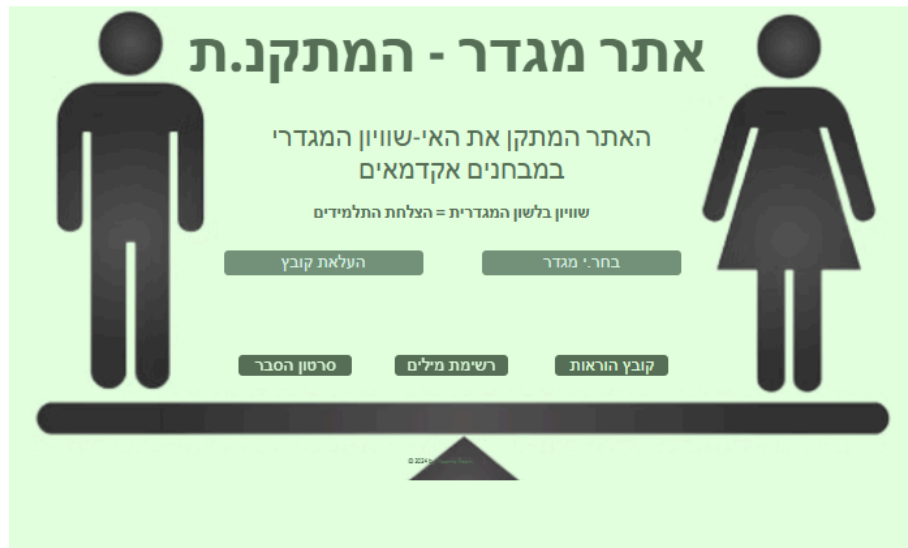 אתר מגדר - המתקנ.ת
האתר המתקן את האי-שוויון המגדרי
במבחנים אקדמאים
שוויון בלשון המגדרית = הצלחת התלמידים
בחר.י מגדר
העלאת קובץ
קובץ הוראות
רשימת מילים
סרטון הסבר
© 2024 by